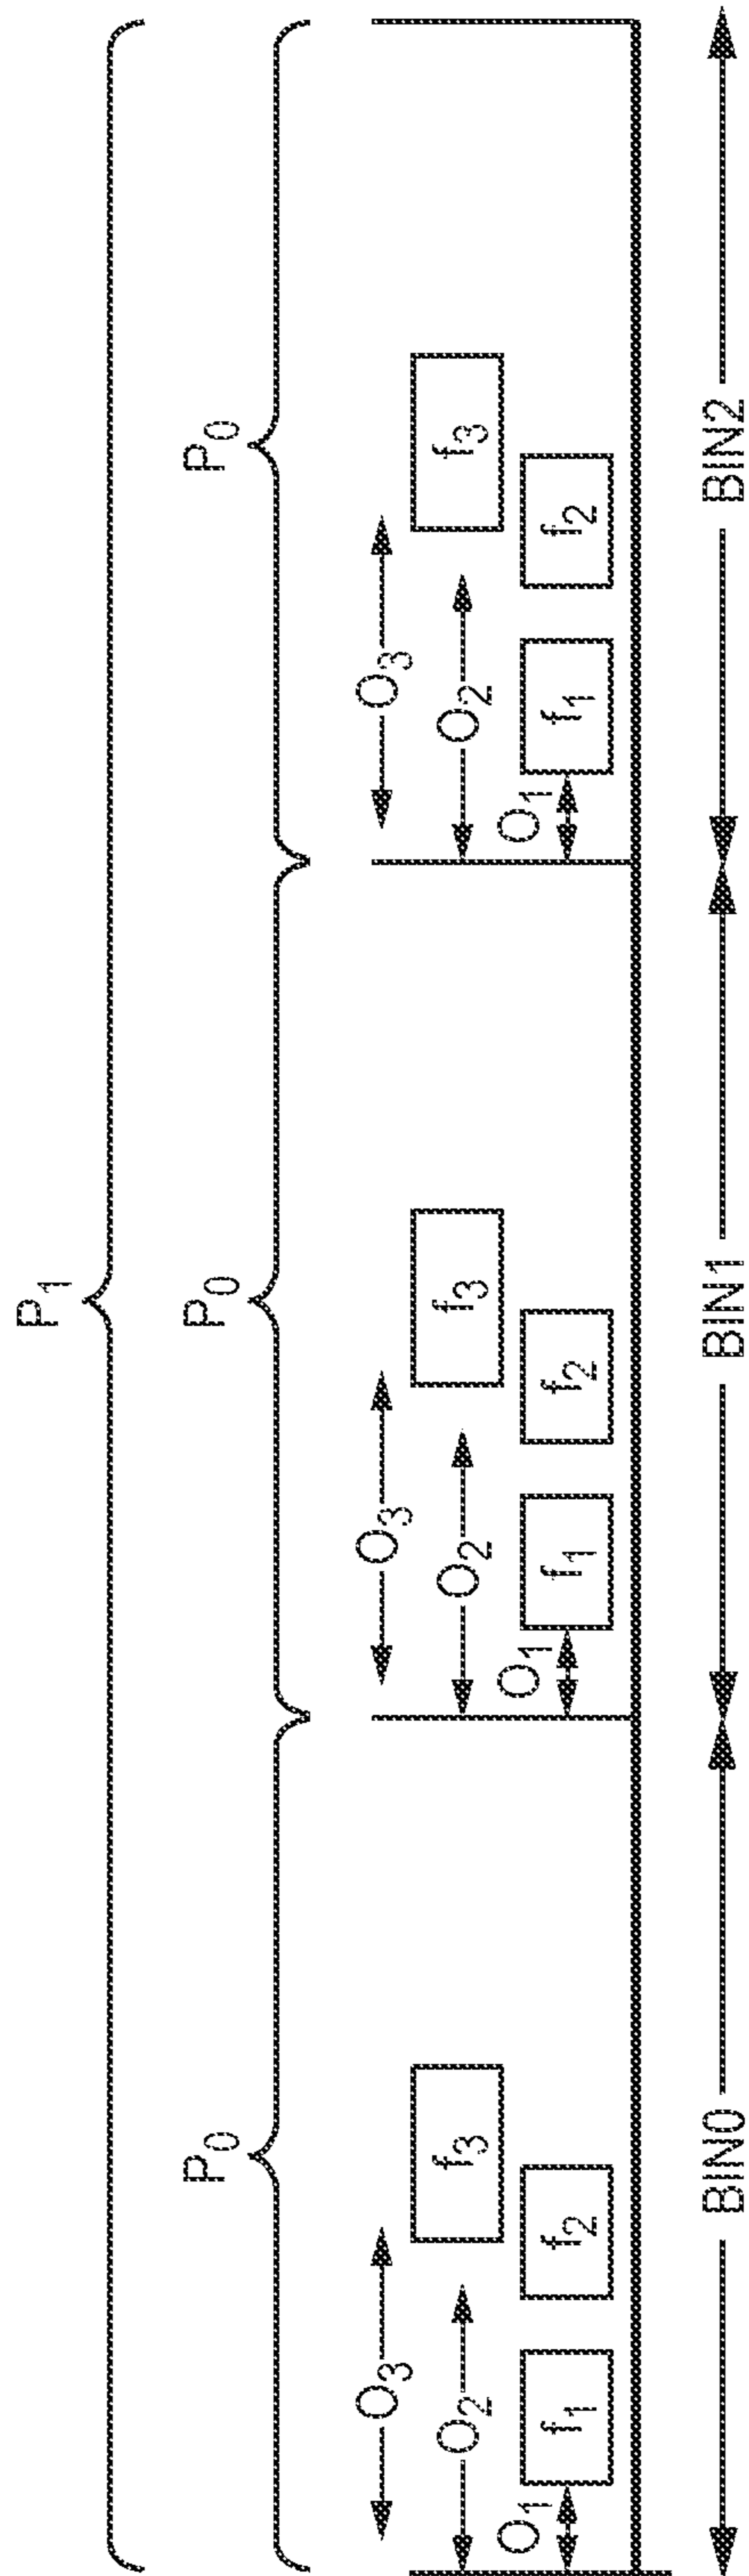 P₁
P₀ P₀ P₀
O₃ O₃ O₃
O₂ f₃ O₂ f₃ O₂ f₃
O₁ f₁ f₂ O₁ f₁ f₂ O₁ f₁ f₂
BIN0 BIN1 BIN2